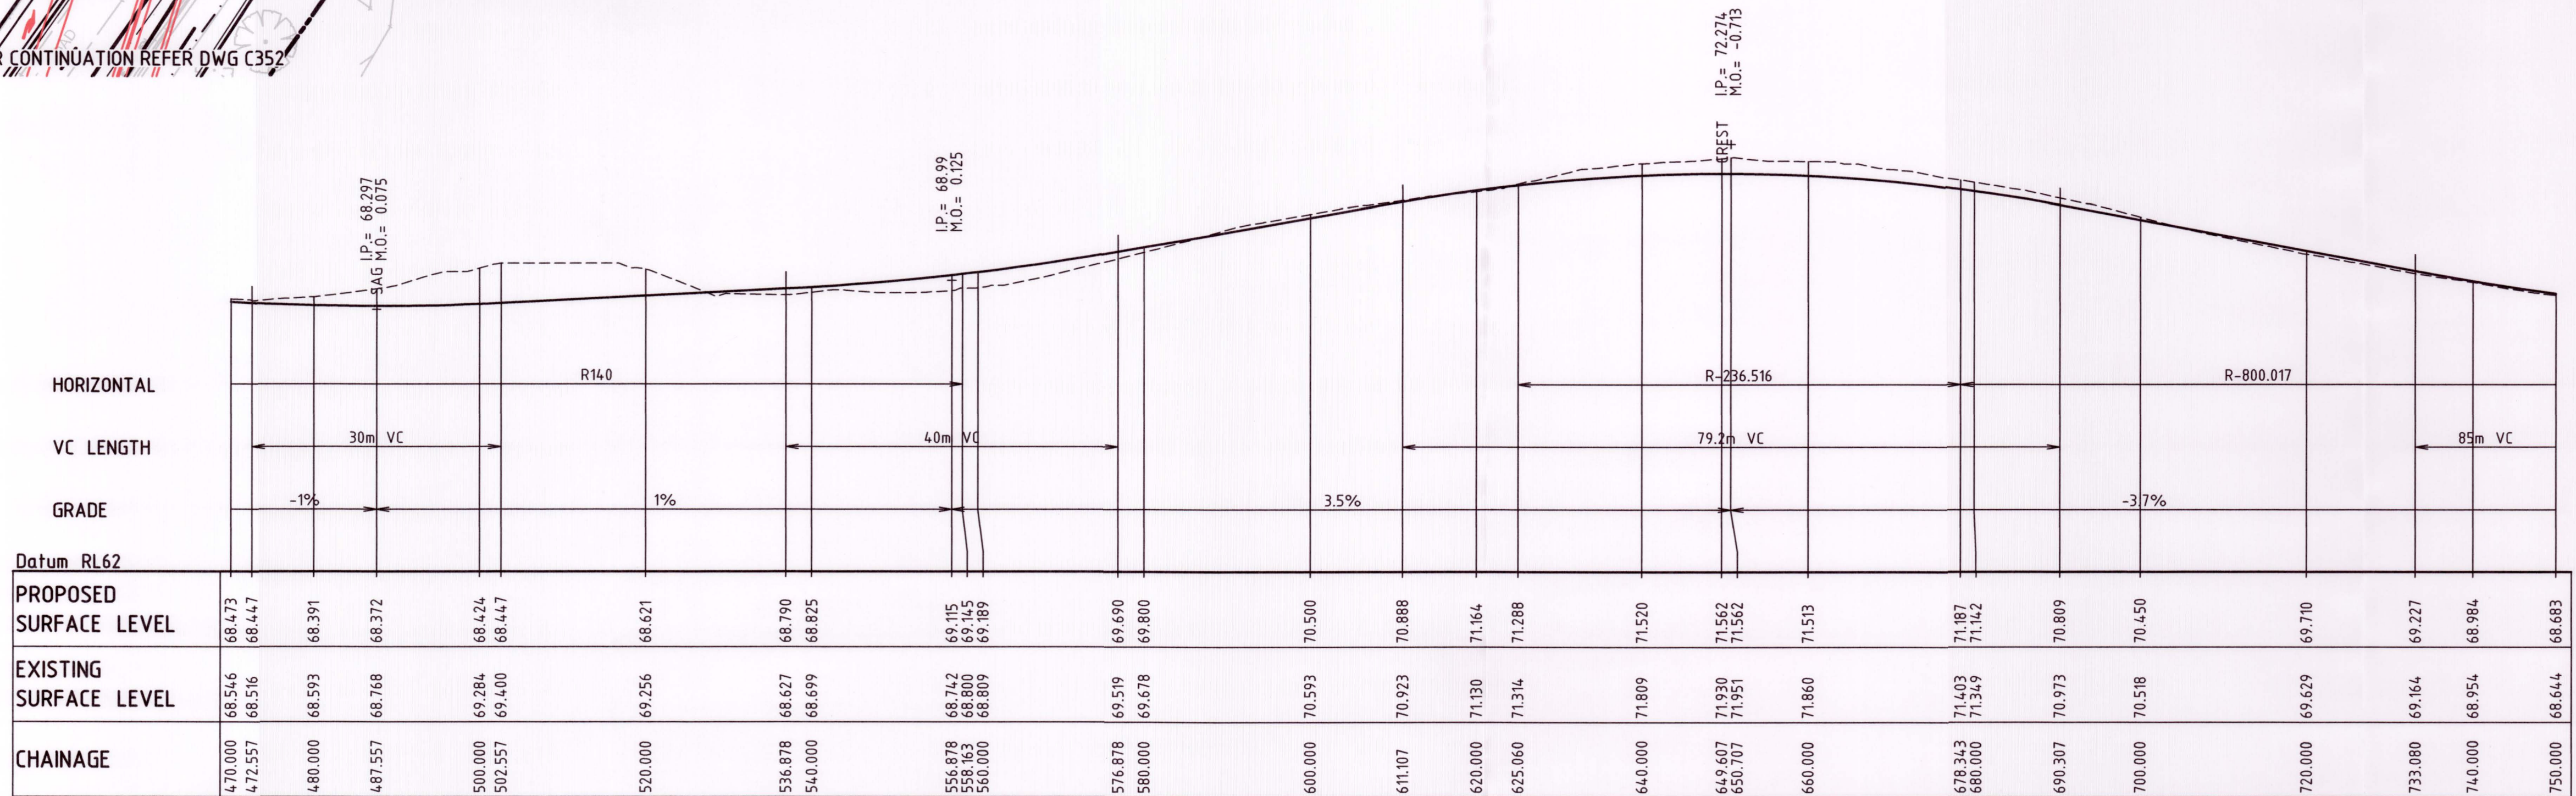 R CONTINUATION REFER DWG C352
I.P.= 72.274
M.O.= -0.713
CREST
I.P.= 68.99
M.O.= 0.125
I.P.= 68.297
SAG M.O.= 0.075
HORIZONTAL R140 R-236.516 R-800.017
VC LENGTH 30m VC 40m VC 79.2m VC 85m VC
GRADE -1% 1% 3.5% -3.7%
Datum RL62
PROPOSED
SURFACE LEVEL 68.473 68.447 68.391 68.372 68.424 68.447 68.621 68.790 68.825 69.115 69.145 69.189 69.690 69.800 70.500 70.888 71.164 71.288 71.520 71.562 71.562 71.513 71.187 71.142 70.809 70.450 69.710 69.227 68.984 68.683
EXISTING
SURFACE LEVEL 68.546 68.516 68.593 68.768 69.284 69.400 69.256 68.627 68.699 68.742 68.800 68.809 69.519 69.678 70.593 70.923 71.130 71.314 71.809 71.930 71.951 71.860 71.403 71.349 70.973 70.518 69.629 69.164 68.954 68.644
CHAINAGE 470.000 472.557 480.000 487.557 500.000 502.557 520.000 536.878 540.000 556.878 558.163 560.000 576.878 580.000 600.000 611.107 620.000 625.060 640.000 649.607 650.707 660.000 678.343 680.000 690.307 700.000 720.000 733.080 740.000 750.000